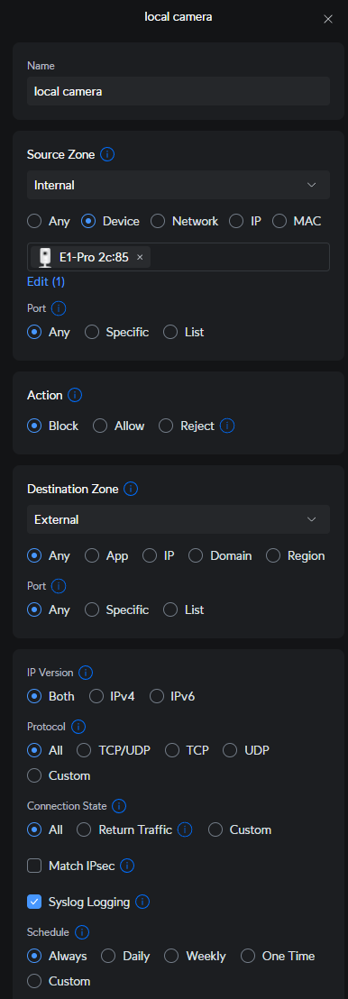 local camera
Name
local camera
Source Zone
Internal
Any Device Network IP MAC
E1-Pro 2c:85 ×
Edit (1)
Port
Any Specific List
Action
Block Allow Reject
Destination Zone
External
Any App IP Domain Region
Port
Any Specific List
IP Version
Both IPv4 IPv6
Protocol
All TCP/UDP TCP UDP
Custom
Connection State
All Return Traffic Custom
Match IPsec
Syslog Logging
Schedule
Always Daily Weekly One Time
Custom